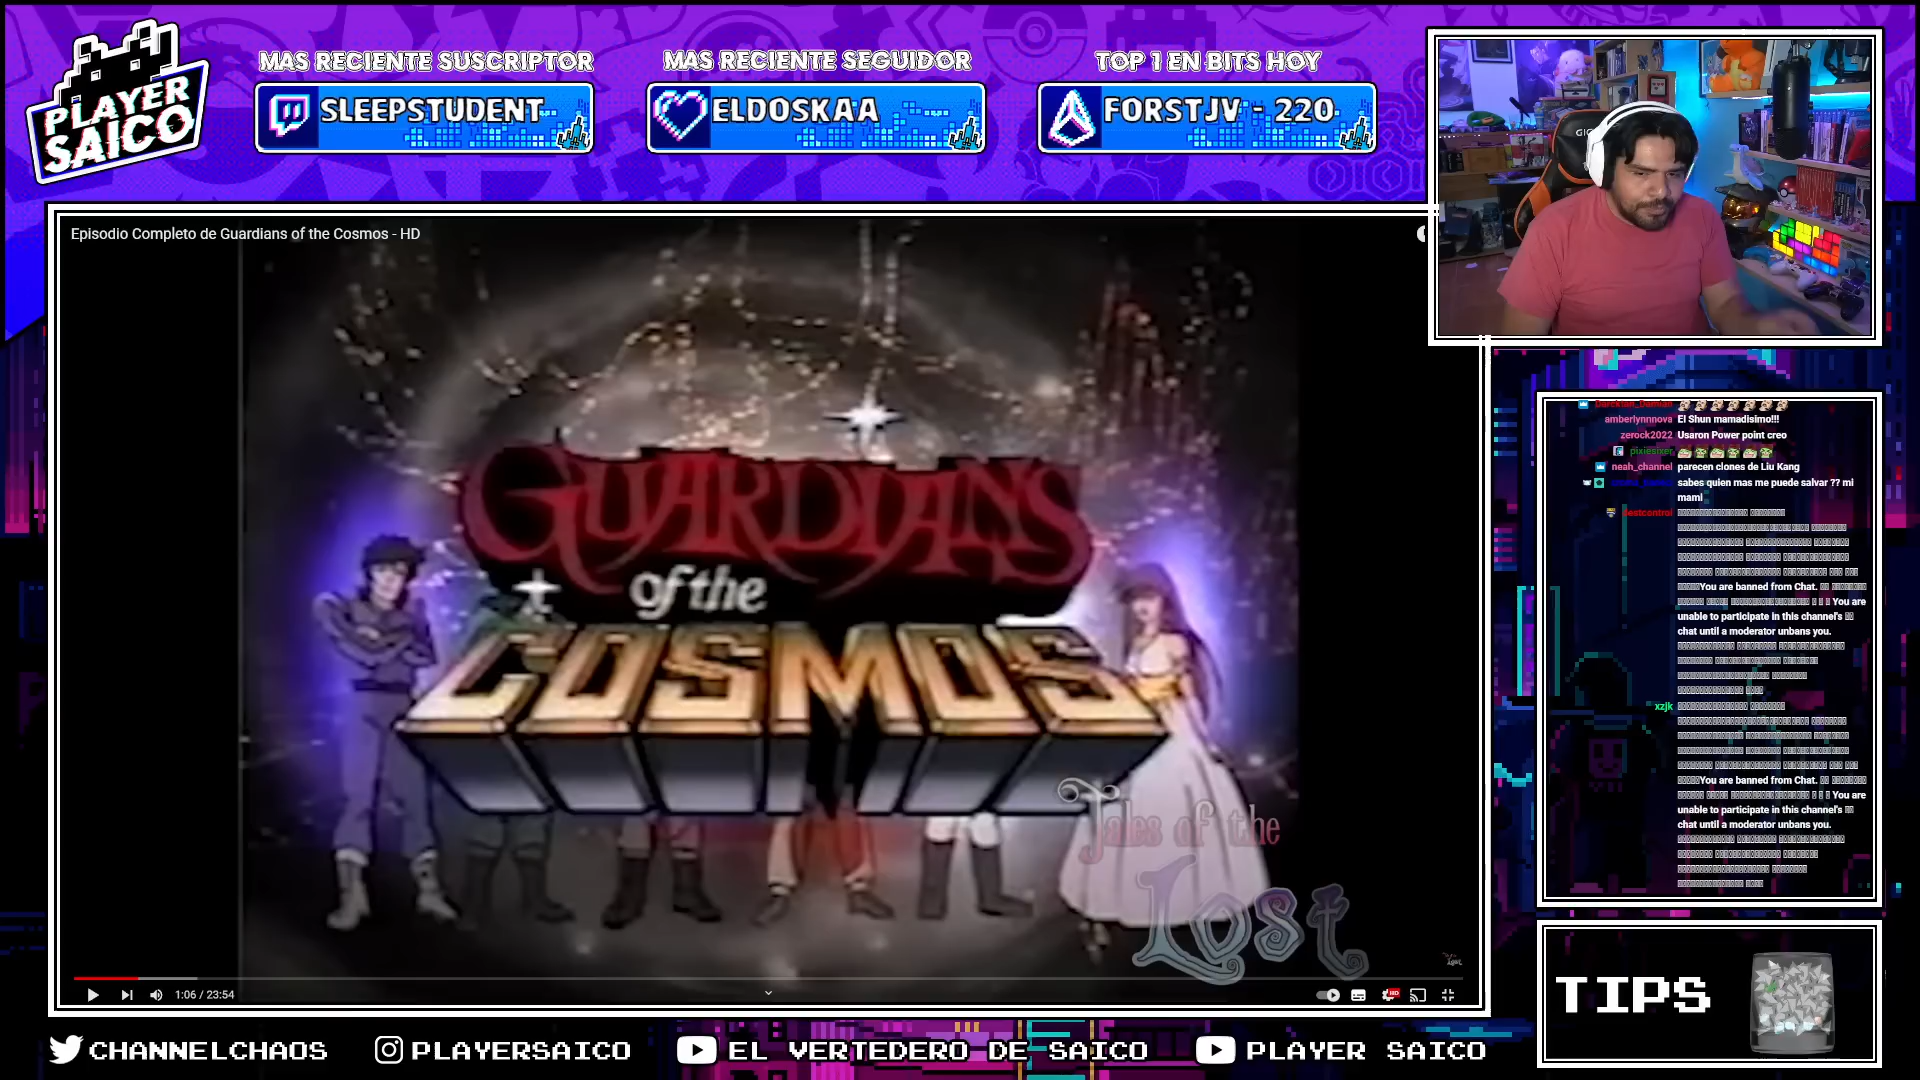 PLAYER
SAICO
MAS RECIENTE SUSCRIPTOR
SLEEPSTUDENT
MAS RECIENTE SEGUIDOR
ELDOSKAA
TOP 1 EN BITS HOY
FORSTJV - 220
Episodio Completo de Guardians of the Cosmos - HD
GUARDIANS
of the
COSMOS
Tales of the
Lost
1:06 / 23:54
HD
amberlynnnova El Shun mamadisimo!!!
zerock2022 Usaron Power point creo
pixiesixer
neah_channel parecen clones de Liu Kang
sabes quien mas me puede salvar ?? mi
mami
You are banned from Chat.
You are
unable to participate in this channel's
chat until a moderator unbans you.
xzjk
You are banned from Chat.
You are
unable to participate in this channel's
chat until a moderator unbans you.
TIPS
CHANNELCHAOS
PLAYERSAICO
EL VERTEDERO DE SAICO
PLAYER SAICO